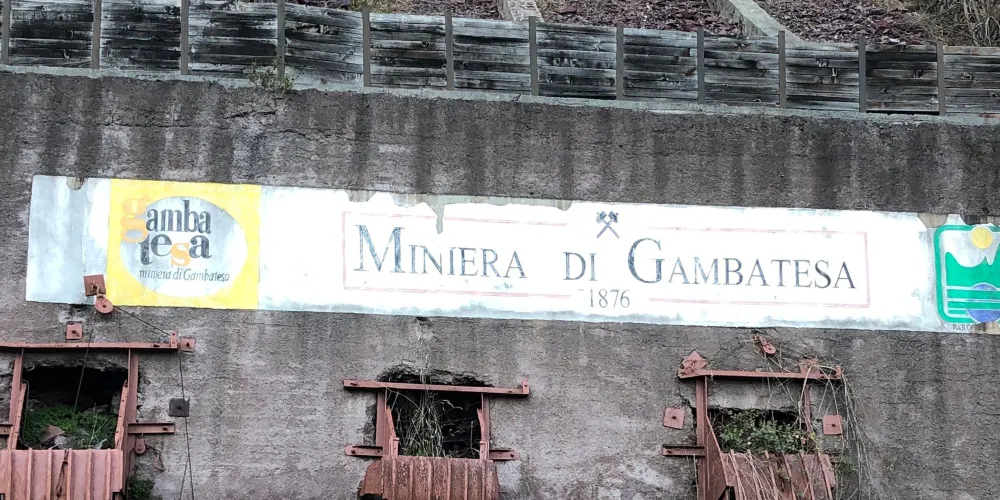 gamba
tesa
miniera di Gambatesa
MINIERA DI GAMBATESA
1876